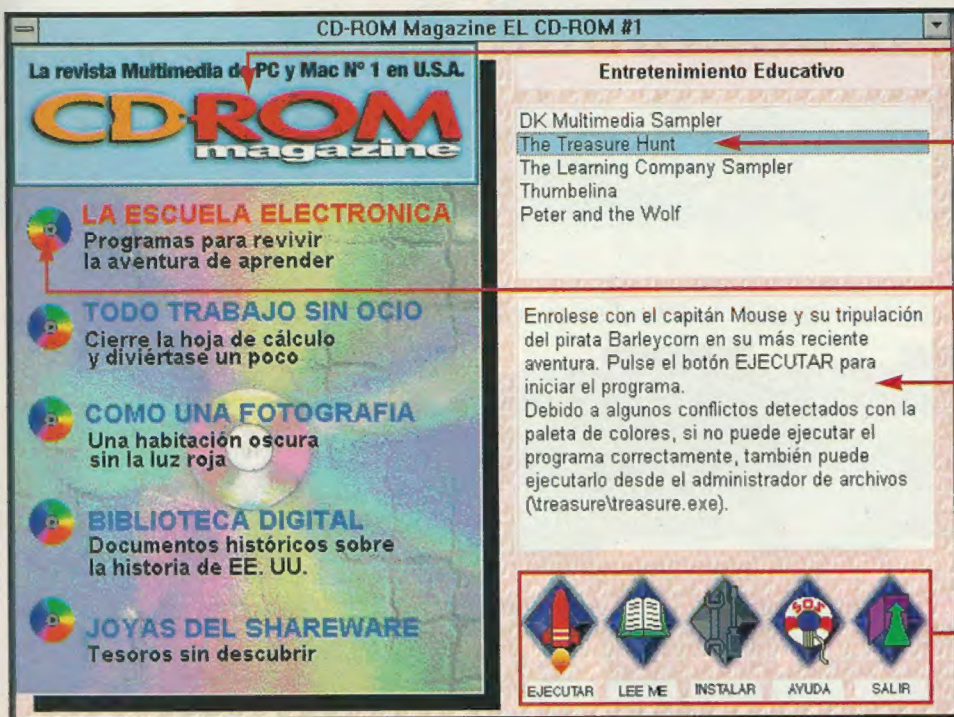 CD-ROM Magazine EL CD-ROM #1
La revista Multimedia de PC y Mac Nº 1 en U.S.A.
CD-ROM
magazine
LA ESCUELA ELECTRONICA
Programas para revivir
la aventura de aprender
TODO TRABAJO SIN OCIO
Cierre la hoja de cálculo
y diviértase un poco
COMO UNA FOTOGRAFIA
Una habitación oscura
sin la luz roja
BIBLIOTECA DIGITAL
Documentos históricos sobre
la historia de EE. UU.
JOYAS DEL SHAREWARE
Tesoros sin descubrir
Entretenimiento Educativo
DK Multimedia Sampler
The Treasure Hunt
The Learning Company Sampler
Thumbelina
Peter and the Wolf
Enrolese con el capitán Mouse y su tripulación
del pirata Barleycorn en su más reciente
aventura. Pulse el botón EJECUTAR para
iniciar el programa.
Debido a algunos conflictos detectados con la
paleta de colores, si no puede ejecutar el
programa correctamente, también puede
ejecutarlo desde el administrador de archivos
(\treasure\treasure.exe).
SOS
EJECUTAR LEE ME INSTALAR AYUDA SALIR